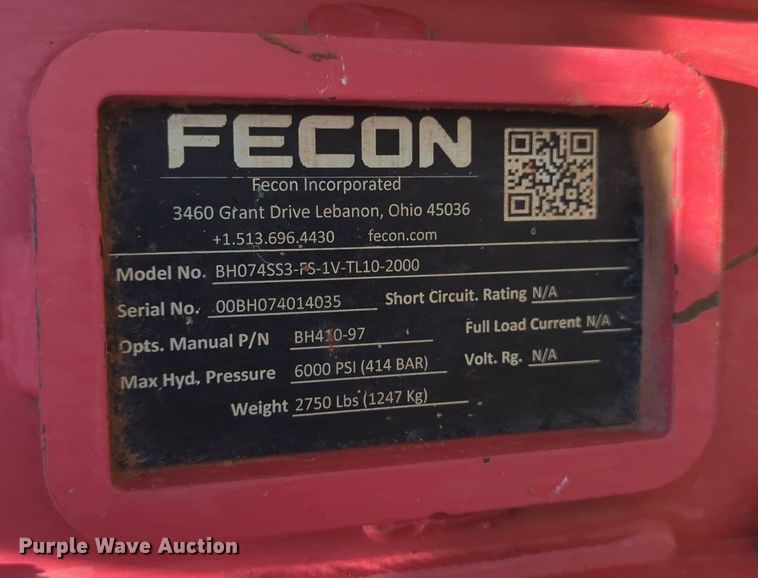 FECON
Fecon Incorporated
3460 Grant Drive Lebanon, Ohio 45036
+1.513.696.4430 fecon.com
Model No. BH074SS3-FS-1V-TL10-2000
Serial No. 00BH074014035 Short Circuit. Rating N/A
Opts. Manual P/N BH410-97 Full Load Current N/A
Max Hyd. Pressure 6000 PSI (414 BAR) Volt. Rg. N/A
Weight 2750 Lbs (1247 Kg)
Purple Wave Auction